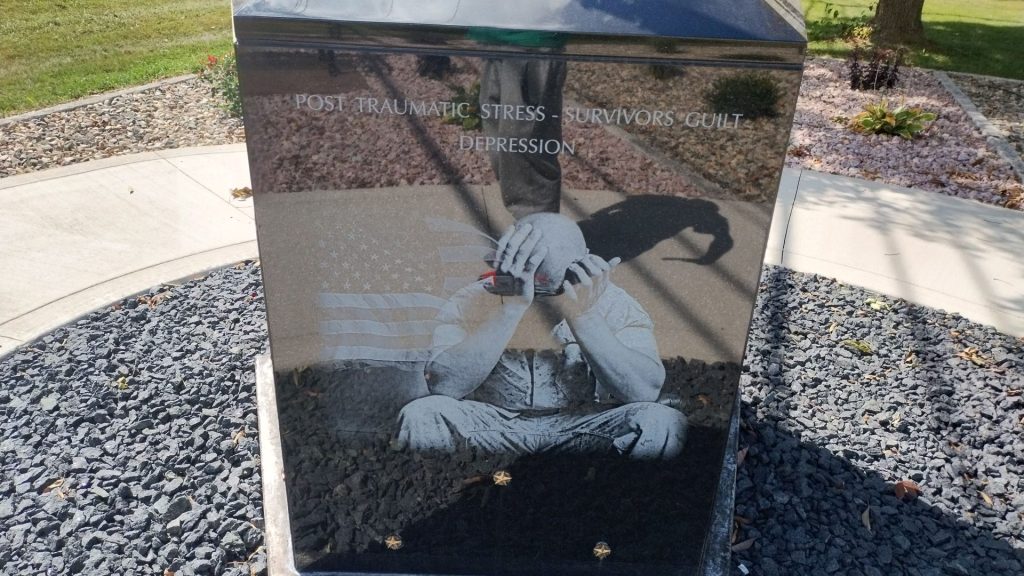 POST TRAUMATIC STRESS - SURVIVORS GUILT
DEPRESSION